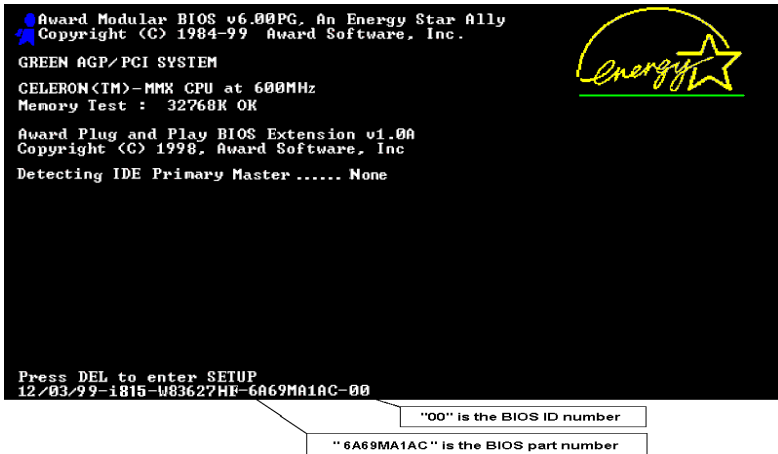 Award Modular BIOS v6.00PG, An Energy Star Ally
Copyright (C) 1984-99 Award Software, Inc.
energy
GREEN AGP/PCI SYSTEM
CELERON(TM)-MMX CPU at 600MHz
Memory Test : 32768K OK
Award Plug and Play BIOS Extension v1.0A
Copyright (C) 1998, Award Software, Inc
Detecting IDE Primary Master ...... None
Press DEL to enter SETUP
12/03/99-i815-W83627HF-6A69MA1AC-00
"00" is the BIOS ID number
"6A69MA1AC" is the BIOS part number